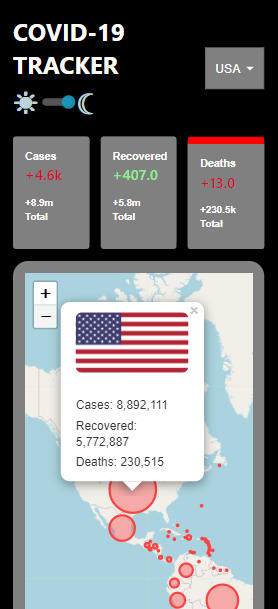 COVID-19
TRACKER
USA
Cases
+4.6k
+8.9m
Total
Recovered
+407.0
+5.8m
Total
Deaths
+13.0
+230.5k
Total
+
−
×
Cases: 8,892,111
Recovered:
5,772,887
Deaths: 230,515